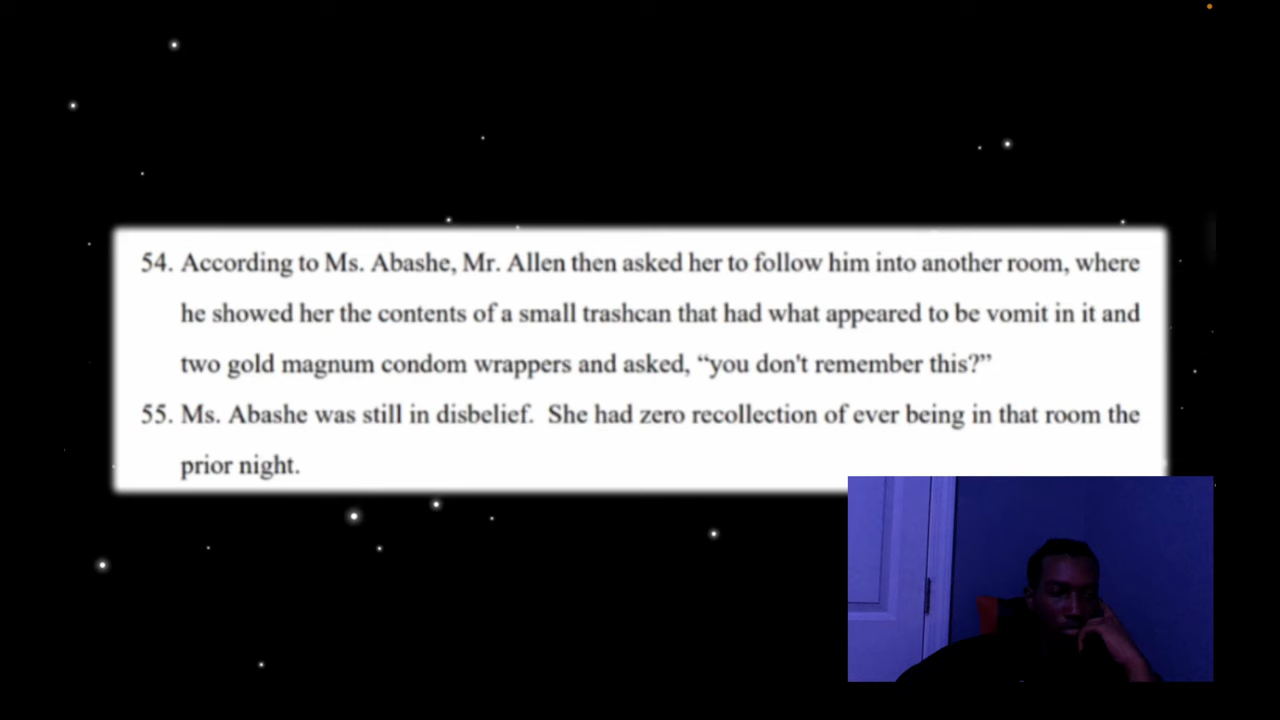 54. According to Ms. Abashe, Mr. Allen then asked her to follow him into another room, where
he showed her the contents of a small trashcan that had what appeared to be vomit in it and
two gold magnum condom wrappers and asked, “you don't remember this?”
55. Ms. Abashe was still in disbelief.  She had zero recollection of ever being in that room the
prior night.